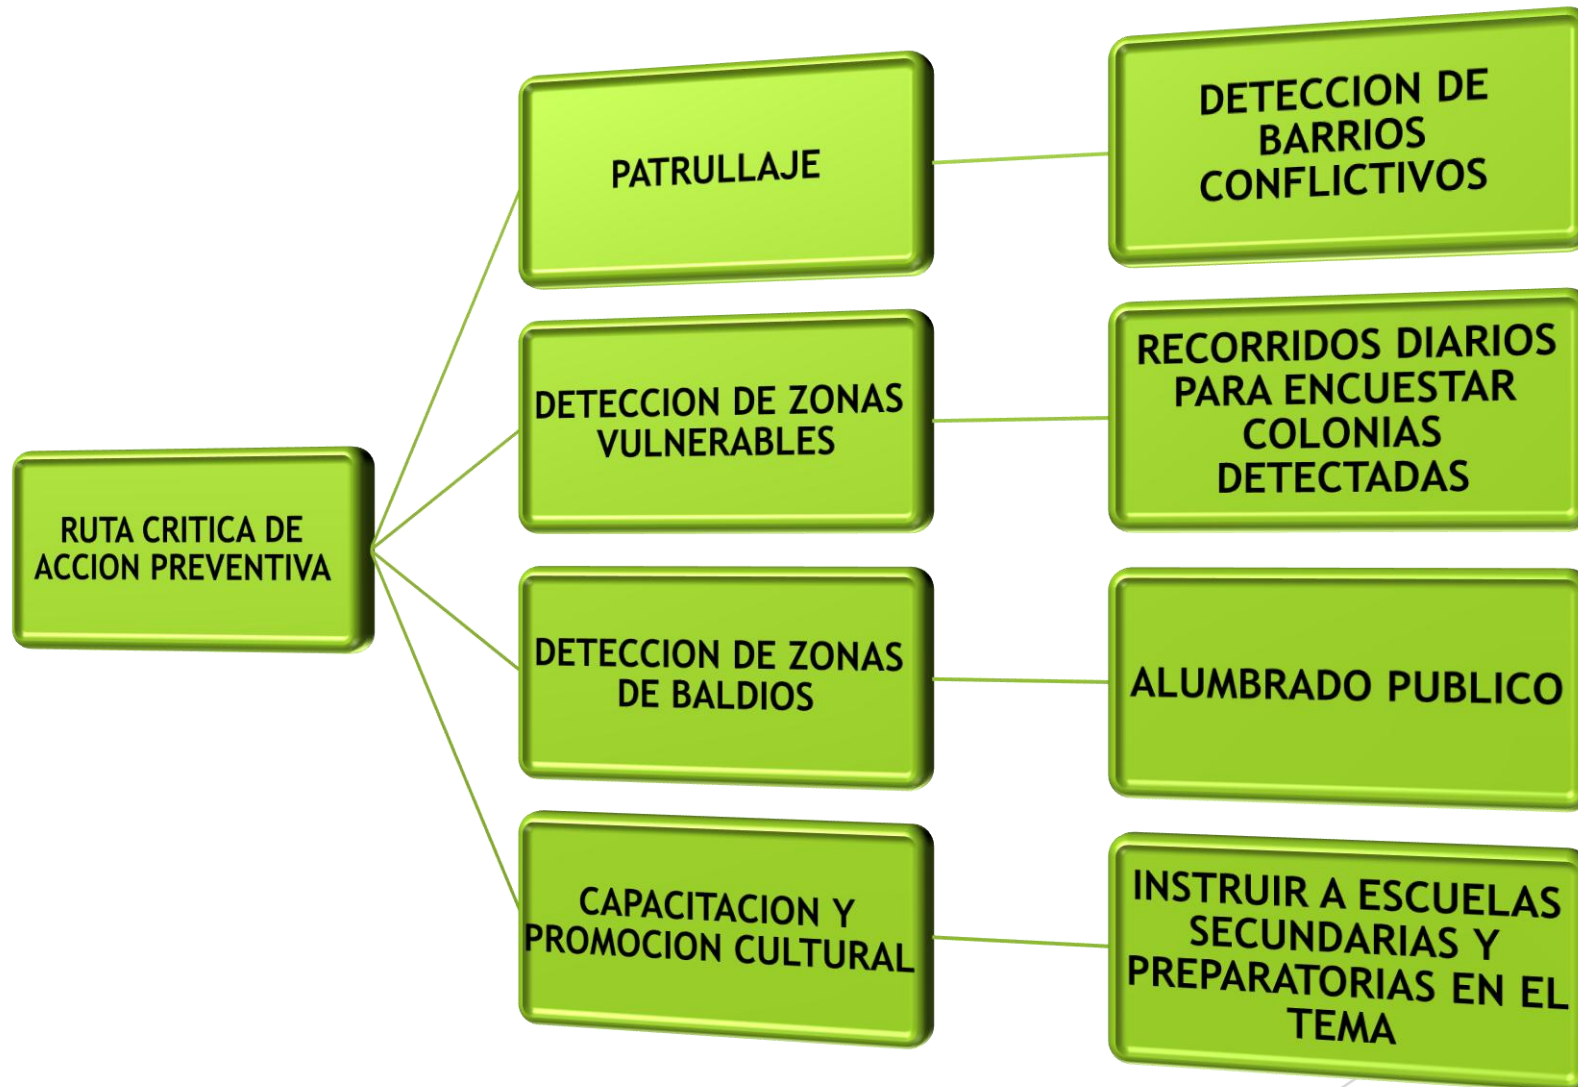 RUTA CRITICA DE
ACCION PREVENTIVA
PATRULLAJE
DETECCION DE
BARRIOS
CONFLICTIVOS
DETECCION DE ZONAS
VULNERABLES
RECORRIDOS DIARIOS
PARA ENCUESTAR
COLONIAS
DETECTADAS
DETECCION DE ZONAS
DE BALDIOS
ALUMBRADO PUBLICO
CAPACITACION Y
PROMOCION CULTURAL
INSTRUIR A ESCUELAS
SECUNDARIAS Y
PREPARATORIAS EN EL
TEMA